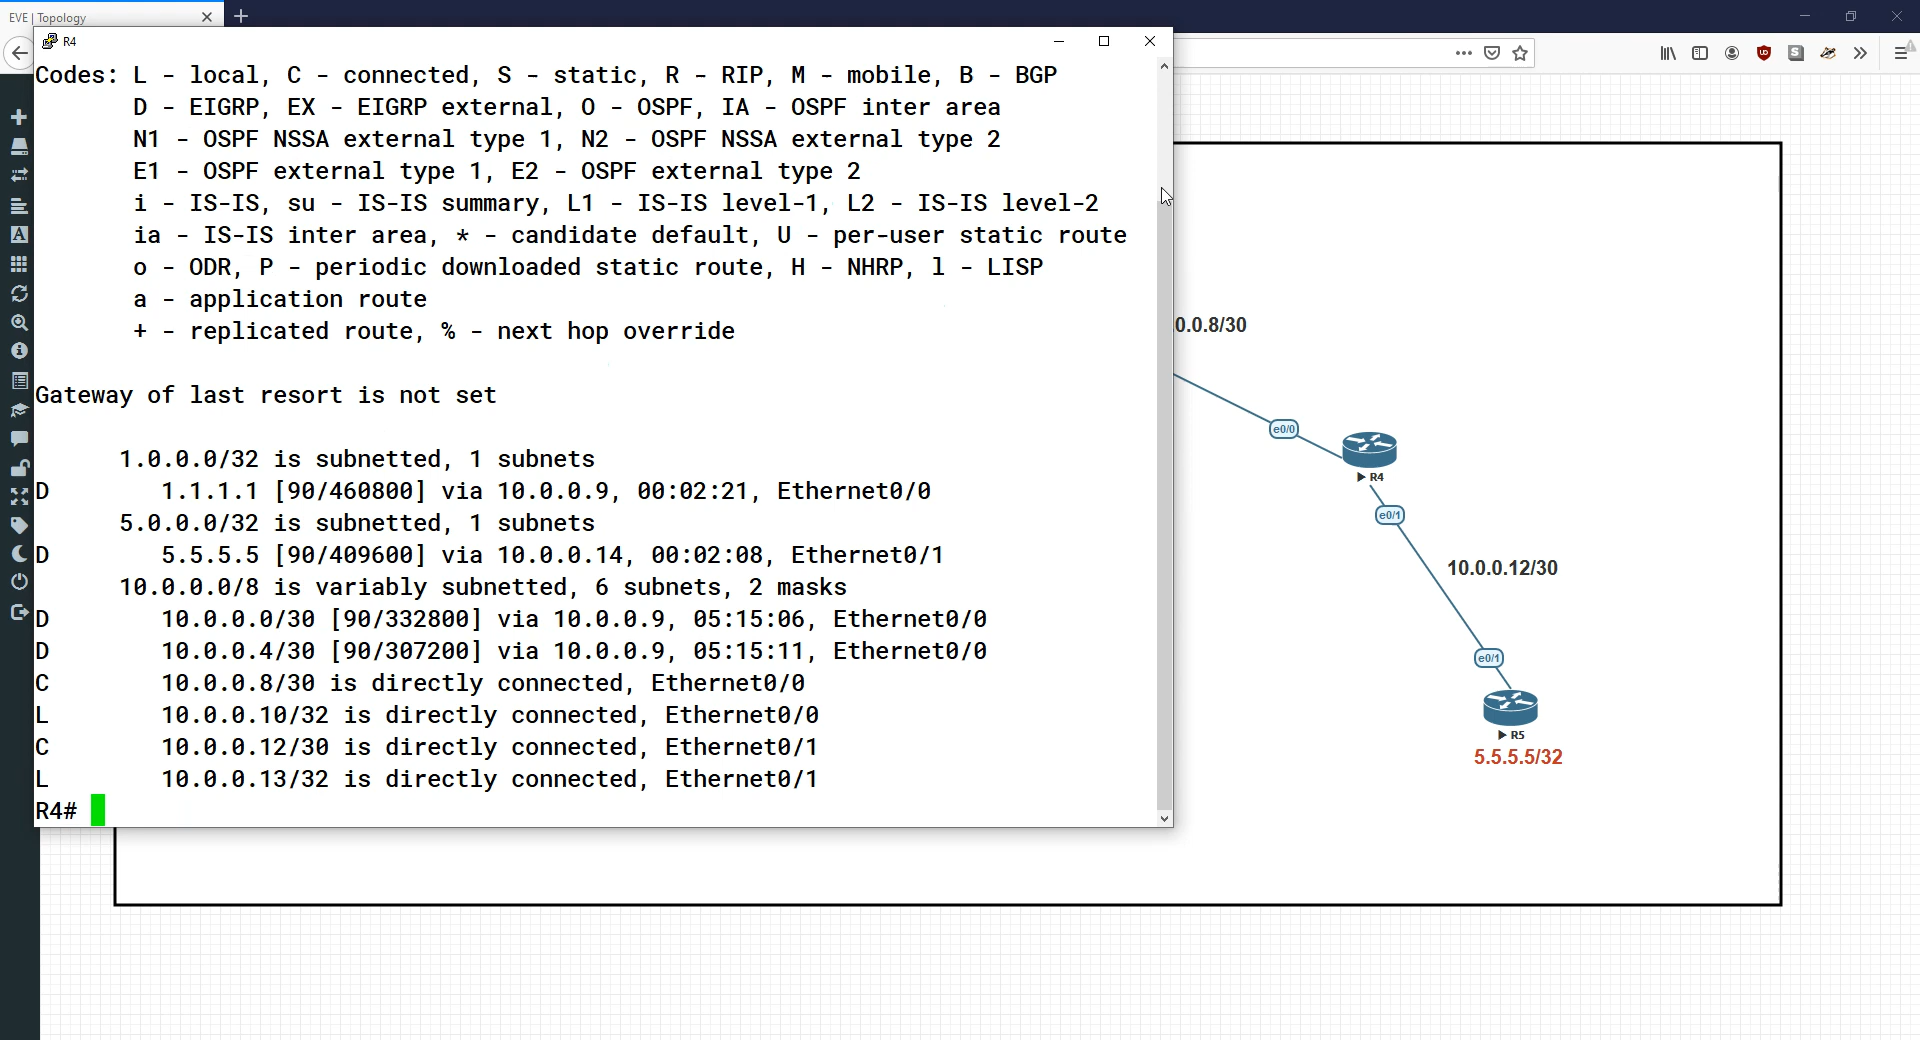 EVE | Topology
R4
Codes: L - local, C - connected, S - static, R - RIP, M - mobile, B - BGP
D - EIGRP, EX - EIGRP external, O - OSPF, IA - OSPF inter area
N1 - OSPF NSSA external type 1, N2 - OSPF NSSA external type 2
E1 - OSPF external type 1, E2 - OSPF external type 2
i - IS-IS, su - IS-IS summary, L1 - IS-IS level-1, L2 - IS-IS level-2
ia - IS-IS inter area, * - candidate default, U - per-user static route
o - ODR, P - periodic downloaded static route, H - NHRP, l - LISP
a - application route
+ - replicated route, % - next hop override
Gateway of last resort is not set
1.0.0.0/32 is subnetted, 1 subnets
D 1.1.1.1 [90/460800] via 10.0.0.9, 00:02:21, Ethernet0/0
5.0.0.0/32 is subnetted, 1 subnets
D 5.5.5.5 [90/409600] via 10.0.0.14, 00:02:08, Ethernet0/1
10.0.0.0/8 is variably subnetted, 6 subnets, 2 masks
D 10.0.0.0/30 [90/332800] via 10.0.0.9, 05:15:06, Ethernet0/0
D 10.0.0.4/30 [90/307200] via 10.0.0.9, 05:15:11, Ethernet0/0
C 10.0.0.8/30 is directly connected, Ethernet0/0
L 10.0.0.10/32 is directly connected, Ethernet0/0
C 10.0.0.12/30 is directly connected, Ethernet0/1
L 10.0.0.13/32 is directly connected, Ethernet0/1
R4#
0.0.8/30
e0/0
R4
e0/1
10.0.0.12/30
e0/1
R5
5.5.5.5/32